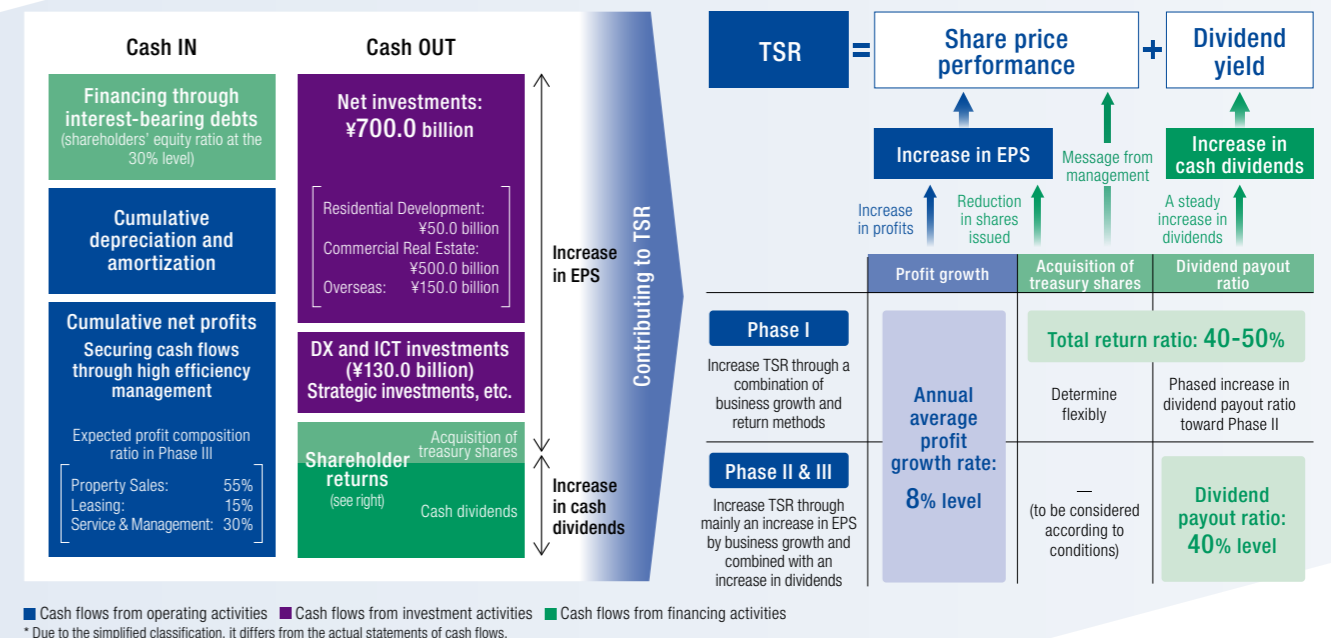 Cash IN
Cash OUT
Financing through
interest-bearing debts
(shareholders' equity ratio at the
30% level)
Cumulative
depreciation and
amortization
Cumulative net profits
Securing cash flows
through high efficiency
management
Expected profit composition
ratio in Phase III
Property Sales: 55%
Leasing: 15%
Service & Management: 30%
Net investments:
¥700.0 billion
Residential Development:
¥50.0 billion
Commercial Real Estate:
¥500.0 billion
Overseas: ¥150.0 billion
DX and ICT investments
(¥130.0 billion)
Strategic investments, etc.
Acquisition of
treasury shares
Shareholder
returns
(see right)
Cash dividends
Increase
in EPS
Increase
in cash
dividends
Contributing to TSR
TSR = Share price
performance + Dividend
yield
Increase in EPS
Message from
management
Increase in
cash dividends
Increase
in profits
Reduction
in shares
issued
A steady
increase in
dividends
Profit growth
Acquisition of
treasury shares
Dividend payout
ratio
Phase I
Increase TSR through a
combination of
business growth and
return methods
Annual
average
profit
growth rate:
8% level
Total return ratio: 40-50%
Determine
flexibly
Phased increase in
dividend payout ratio
toward Phase II
Phase II & III
Increase TSR through
mainly an increase in EPS
by business growth and
combined with an
increase in dividends
—
(to be considered
according to
conditions)
Dividend
payout ratio:
40% level
Cash flows from operating activities Cash flows from investment activities Cash flows from financing activities
* Due to the simplified classification, it differs from the actual statements of cash flows.